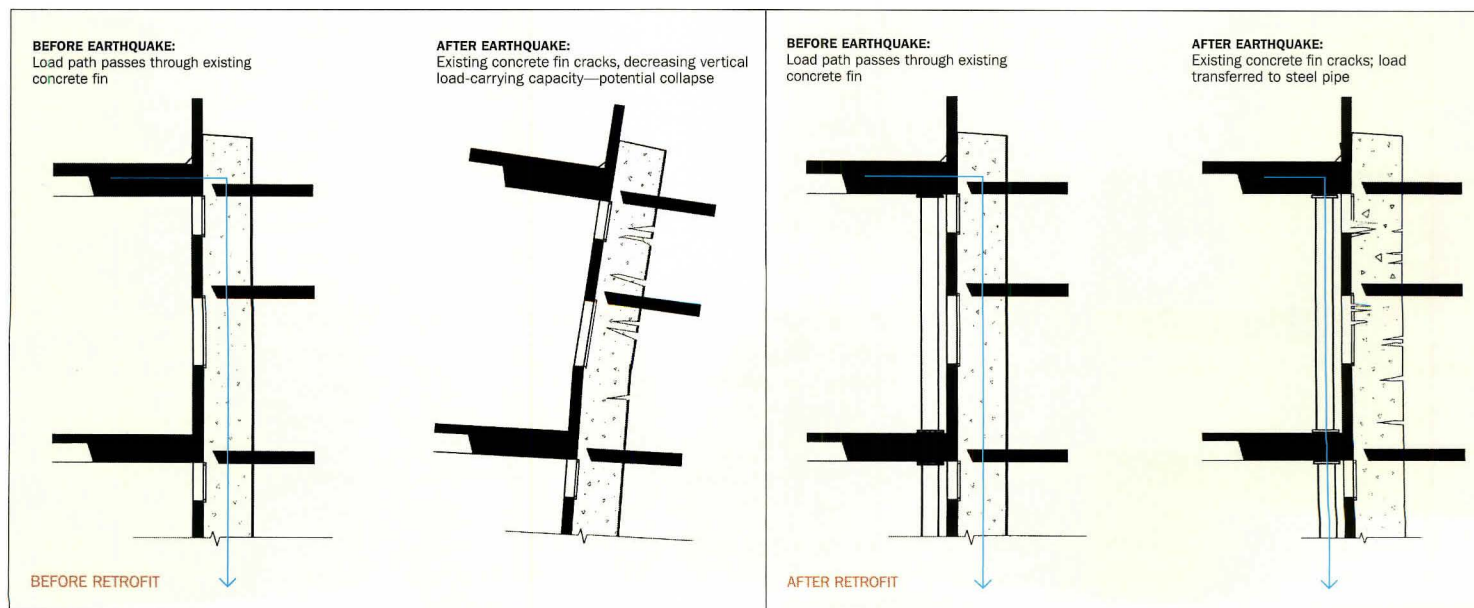 BEFORE EARTHQUAKE:
Load path passes through existing
concrete fin
AFTER EARTHQUAKE:
Existing concrete fin cracks, decreasing vertical
load-carrying capacity—potential collapse
BEFORE RETROFIT
BEFORE EARTHQUAKE:
Load path passes through existing
concrete fin
AFTER EARTHQUAKE:
Existing concrete fin cracks; load
transferred to steel pipe
AFTER RETROFIT